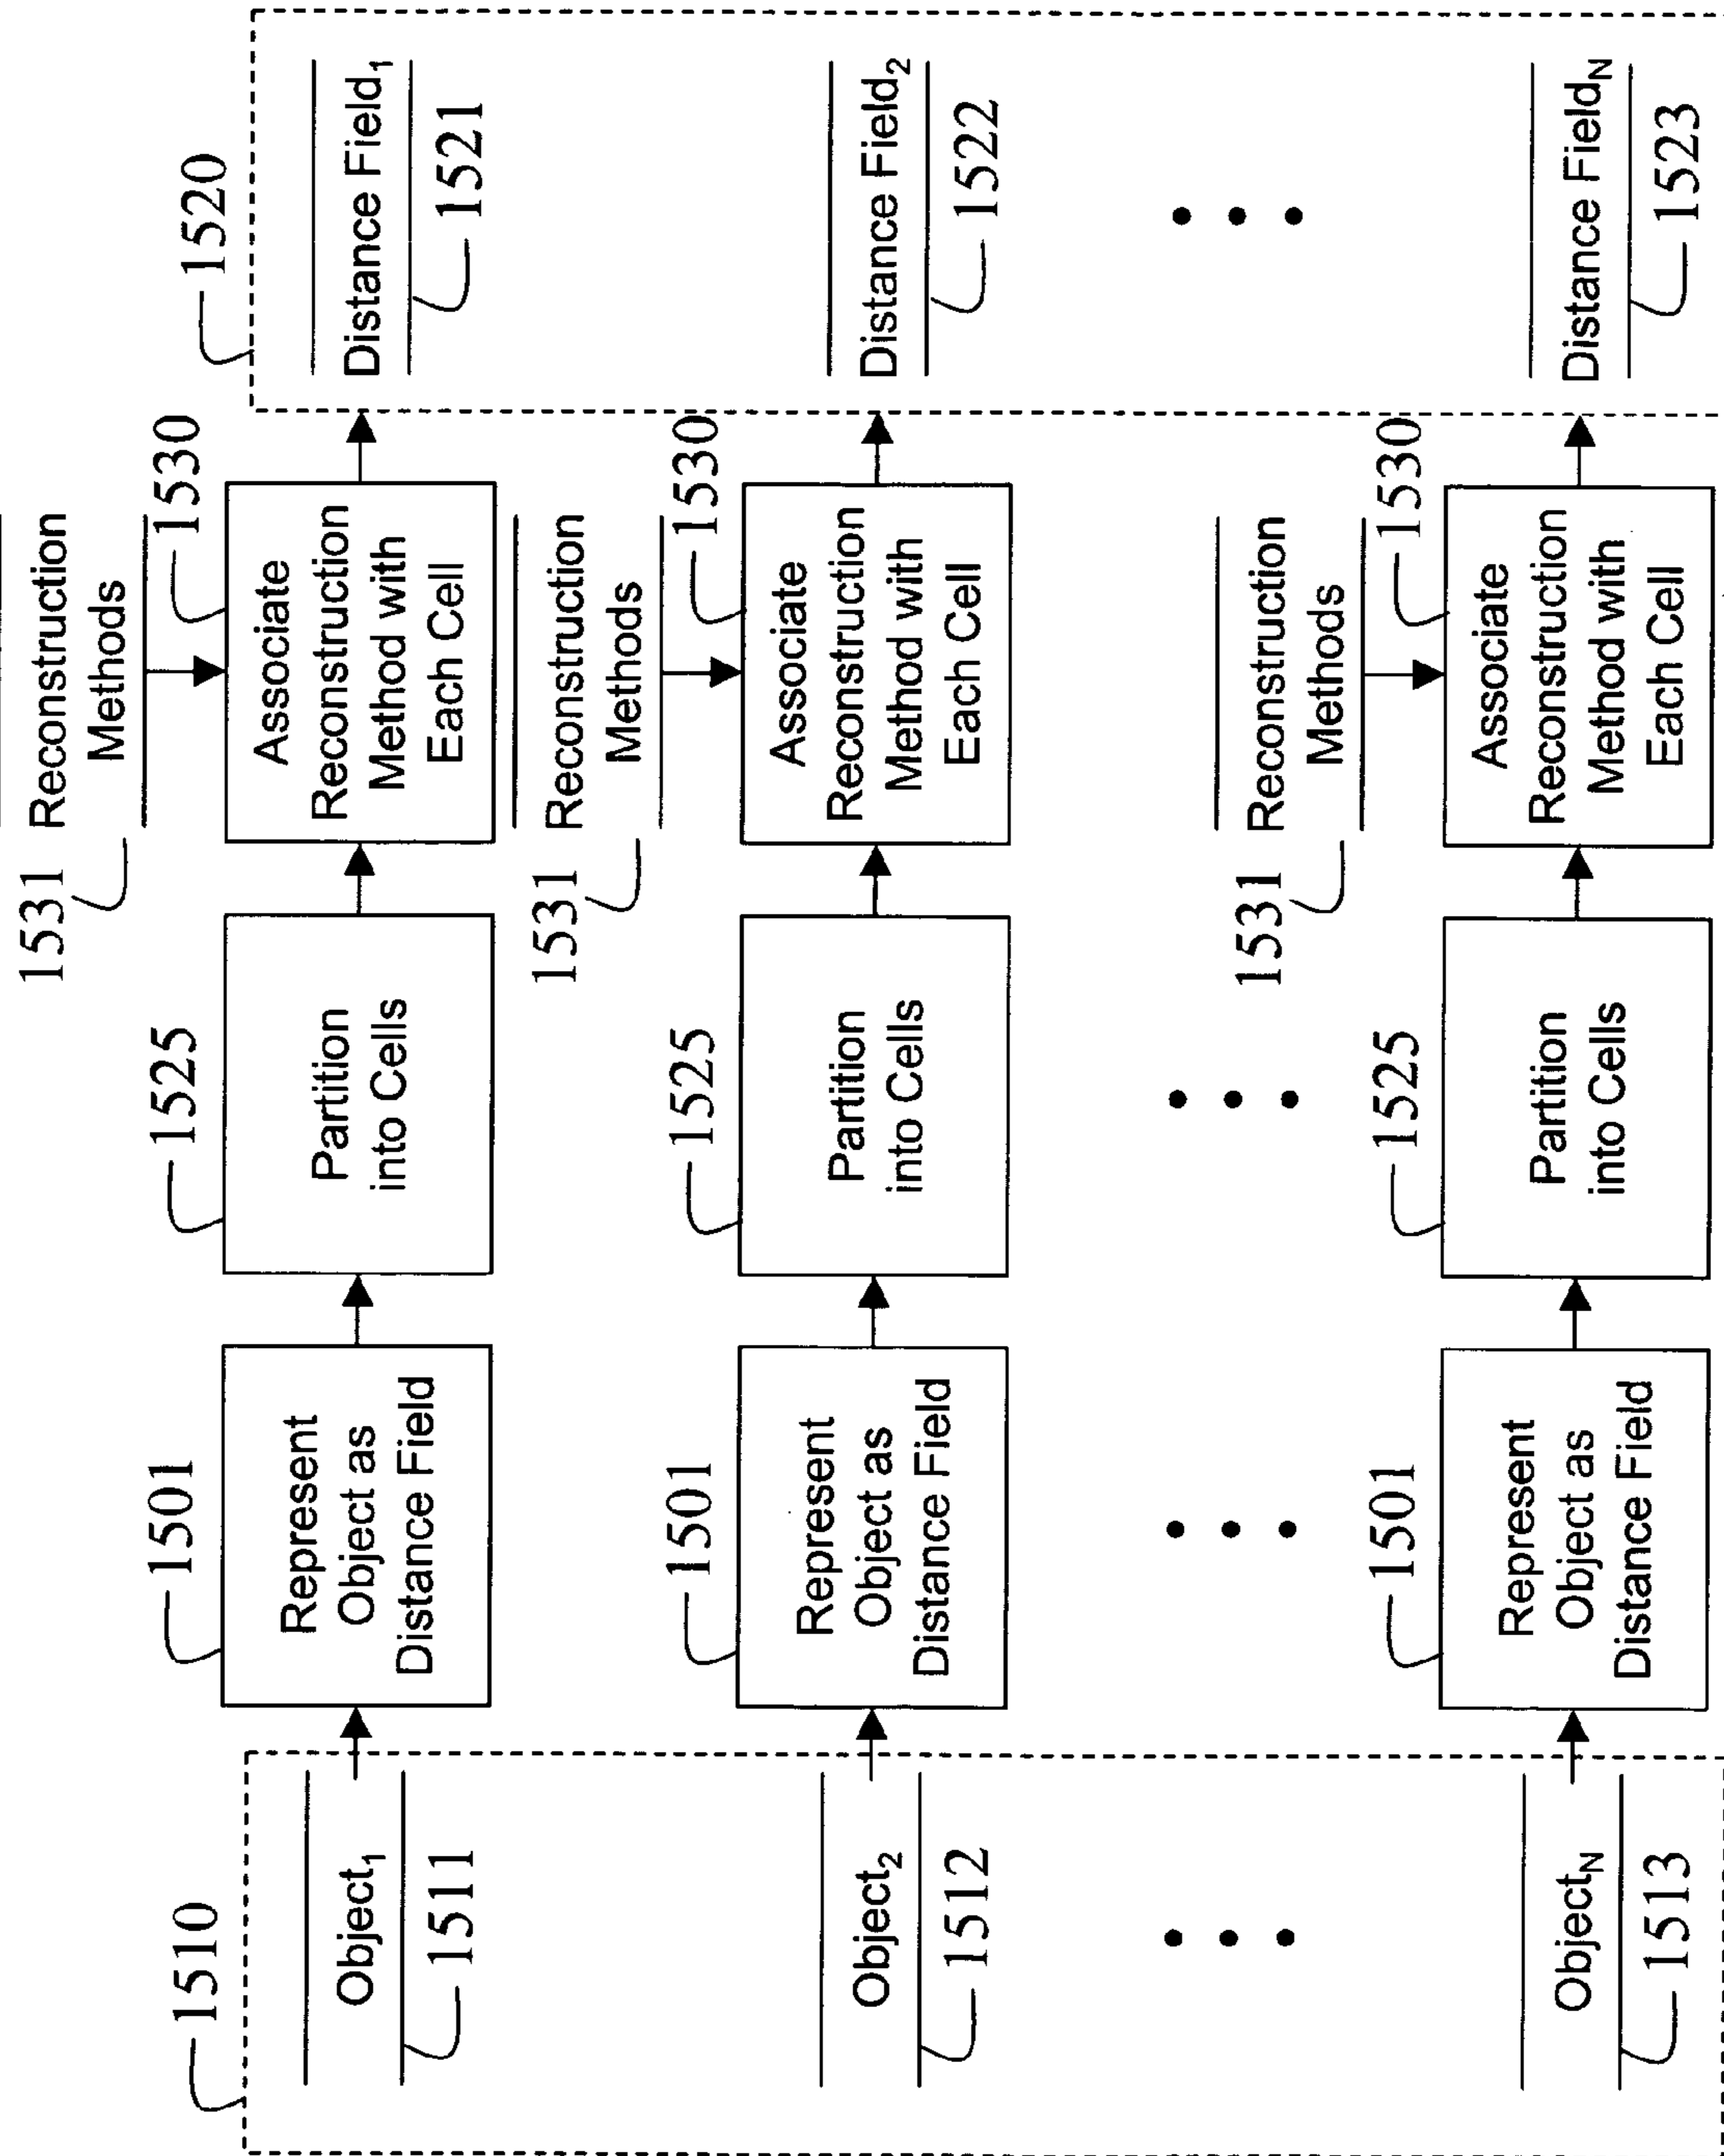 1510
Object₁
1511
1501
Represent
Object as
Distance Field
1525
Partition
into Cells
1531
Reconstruction
Methods
1530
Associate
Reconstruction
Method with
Each Cell
1520
Distance Field₁
1521
Object₂
1512
1501
Represent
Object as
Distance Field
1525
Partition
into Cells
1531
Reconstruction
Methods
1530
Associate
Reconstruction
Method with
Each Cell
Distance Field₂
1522
Object_N
1513
1501
Represent
Object as
Distance Field
1525
Partition
into Cells
1531
Reconstruction
Methods
1530
Associate
Reconstruction
Method with
Each Cell
Distance Field_N
1523